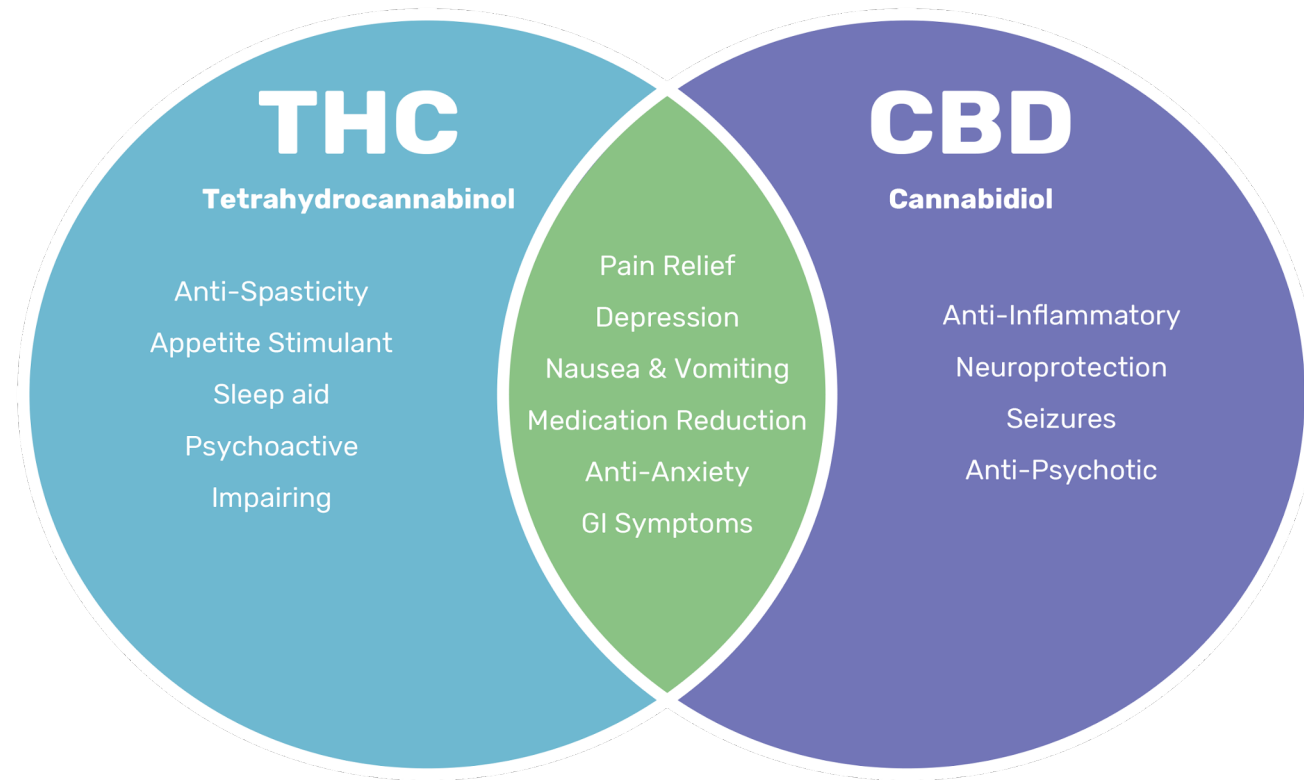 THC
Tetrahydrocannabinol
Anti-Spasticity
Appetite Stimulant
Sleep aid
Psychoactive
Impairing
Pain Relief
Depression
Nausea & Vomiting
Medication Reduction
Anti-Anxiety
GI Symptoms
CBD
Cannabidiol
Anti-Inflammatory
Neuroprotection
Seizures
Anti-Psychotic